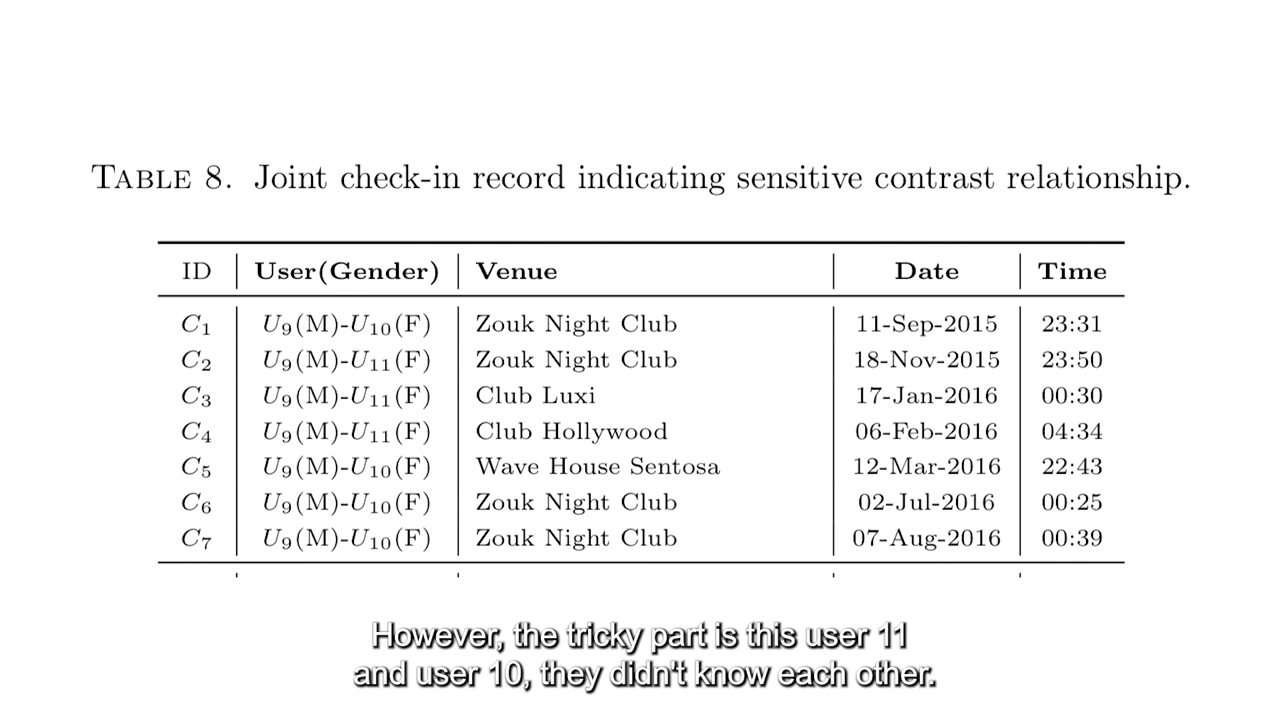 TABLE 8. Joint check-in record indicating sensitive contrast relationship.
ID User(Gender) Venue Date Time
C1 U9(M)-U10(F) Zouk Night Club 11-Sep-2015 23:31
C2 U9(M)-U11(F) Zouk Night Club 18-Nov-2015 23:50
C3 U9(M)-U11(F) Club Luxi 17-Jan-2016 00:30
C4 U9(M)-U11(F) Club Hollywood 06-Feb-2016 04:34
C5 U9(M)-U10(F) Wave House Sentosa 12-Mar-2016 22:43
C6 U9(M)-U10(F) Zouk Night Club 02-Jul-2016 00:25
C7 U9(M)-U10(F) Zouk Night Club 07-Aug-2016 00:39
However, the tricky part is this user 11
and user 10, they didn't know each other.